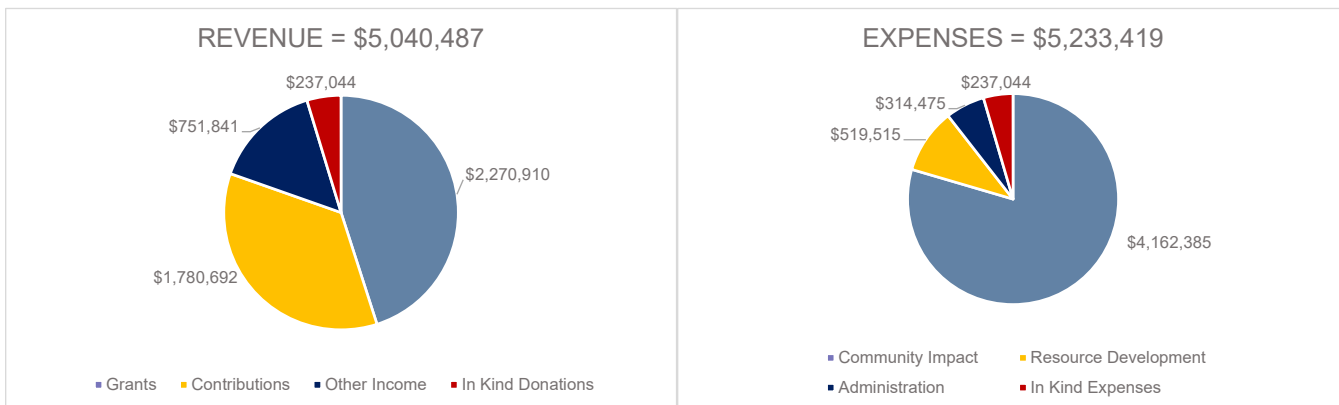 REVENUE = $5,040,487
$237,044
$751,841
$2,270,910
$1,780,692
Grants Contributions Other Income In Kind Donations
EXPENSES = $5,233,419
$237,044
$314,475
$519,515
$4,162,385
Community Impact Resource Development
Administration In Kind Expenses